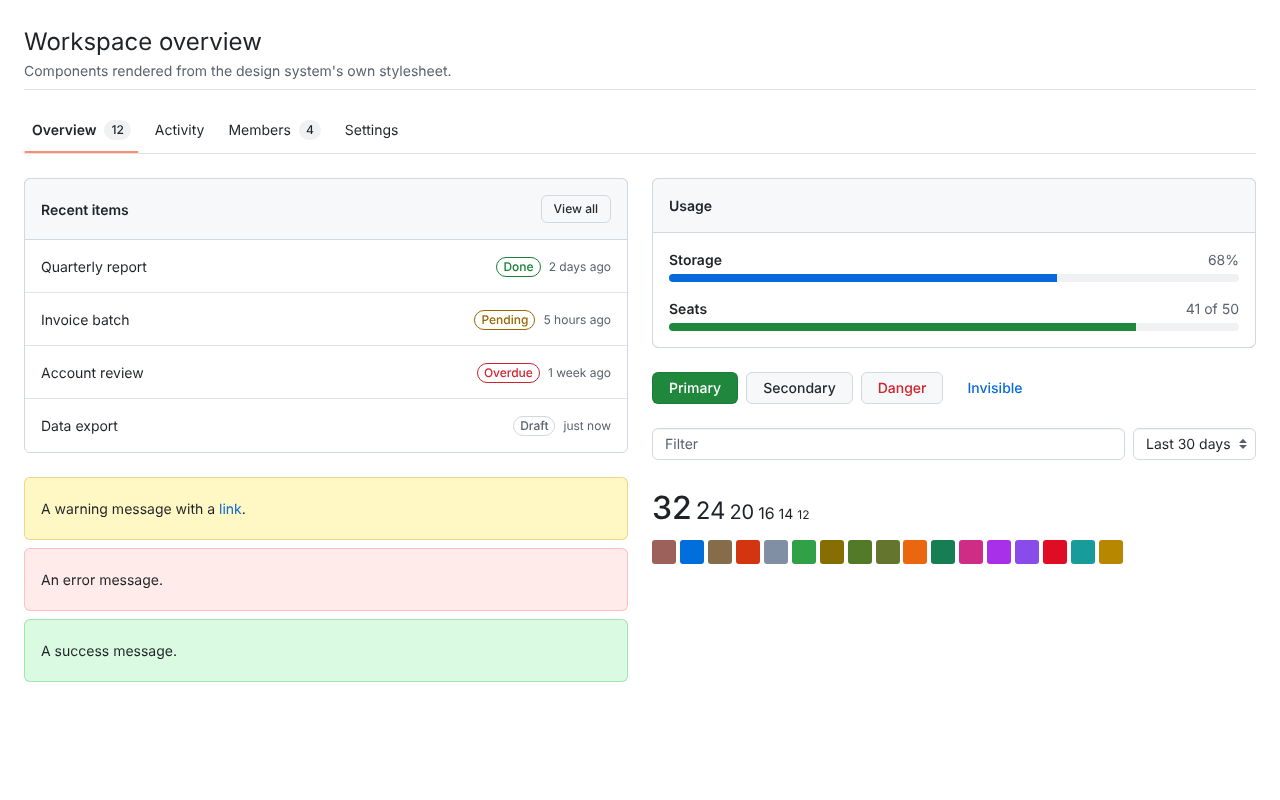 Workspace overview
Components rendered from the design system's own stylesheet.
Overview 12 Activity Members 4 Settings
Recent items View all
Quarterly report Done 2 days ago
Invoice batch Pending 5 hours ago
Account review Overdue 1 week ago
Data export Draft just now
A warning message with a link.
An error message.
A success message.
Usage
Storage 68%
Seats 41 of 50
Primary Secondary Danger Invisible
Filter Last 30 days
32 24 20 16 14 12